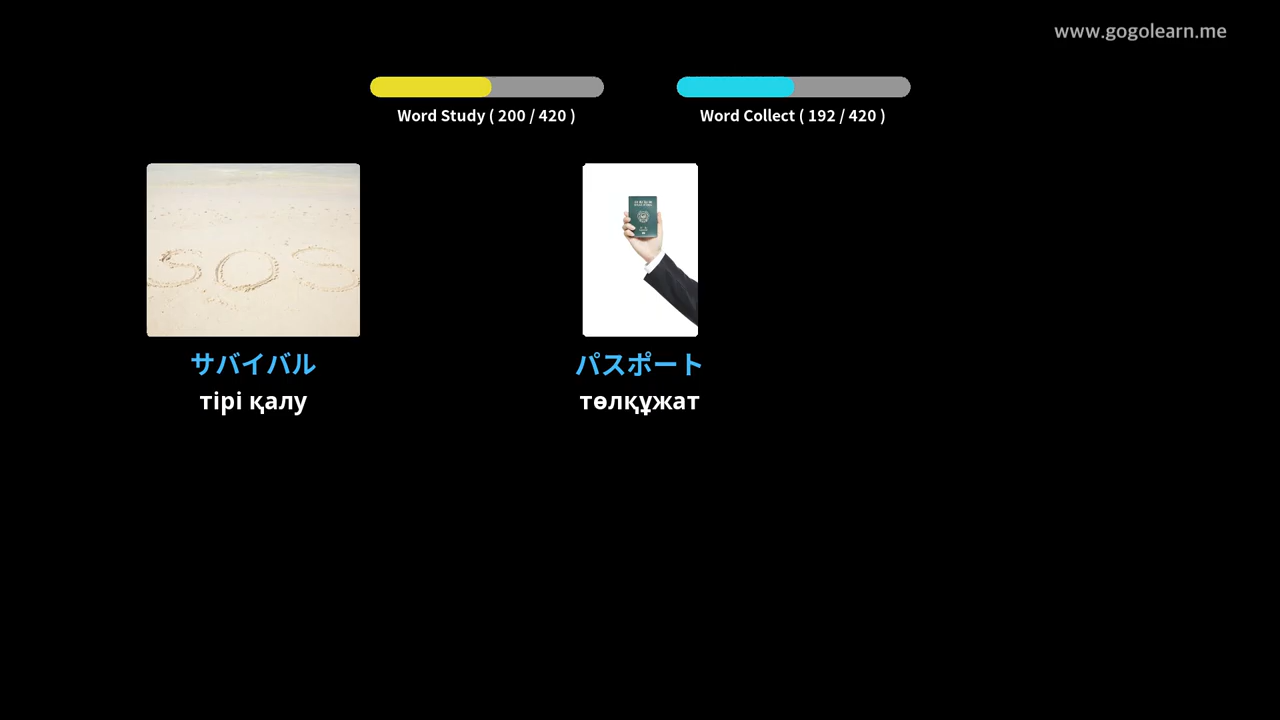 www.gogolearn.me
Word Study ( 200 / 420 )
Word Collect ( 192 / 420 )
SOS
サバイバル
тірі қалу
パスポート
төлқұжат